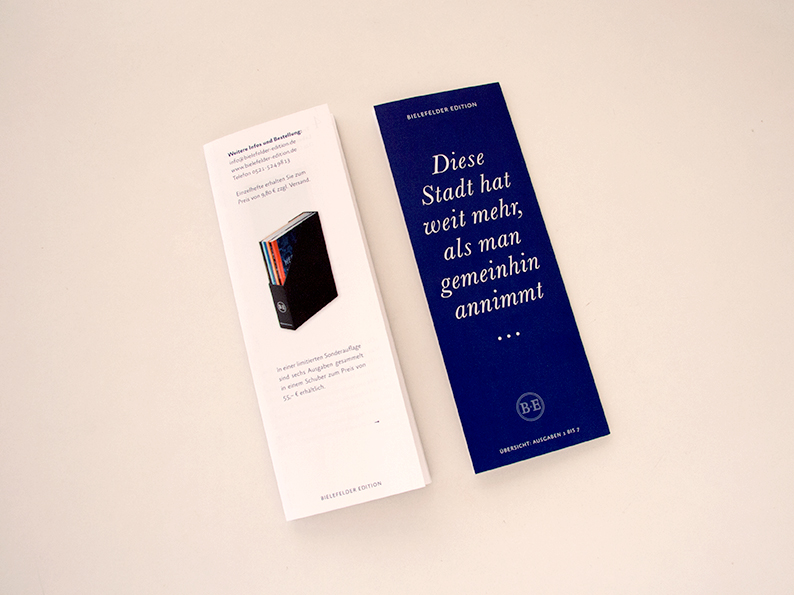 Weitere Infos und Bestellung:
info@bielefelder-edition.de
www.bielefelder-edition.de
Telefon 0521·5249813
Einzelhefte erhalten Sie zum
Preis von 9,80 € zzgl. Versand.
B·E
In einer limitierten Sonderauflage
sind sechs Ausgaben gesammelt
in einem Schuber zum Preis von
55,- € erhältlich.
BIELEFELDER EDITION
BIELEFELDER EDITION
Diese
Stadt hat
weit mehr,
als man
gemeinhin
annimmt
...
B·E
ÜBERSICHT: AUSGABEN 1 BIS 7